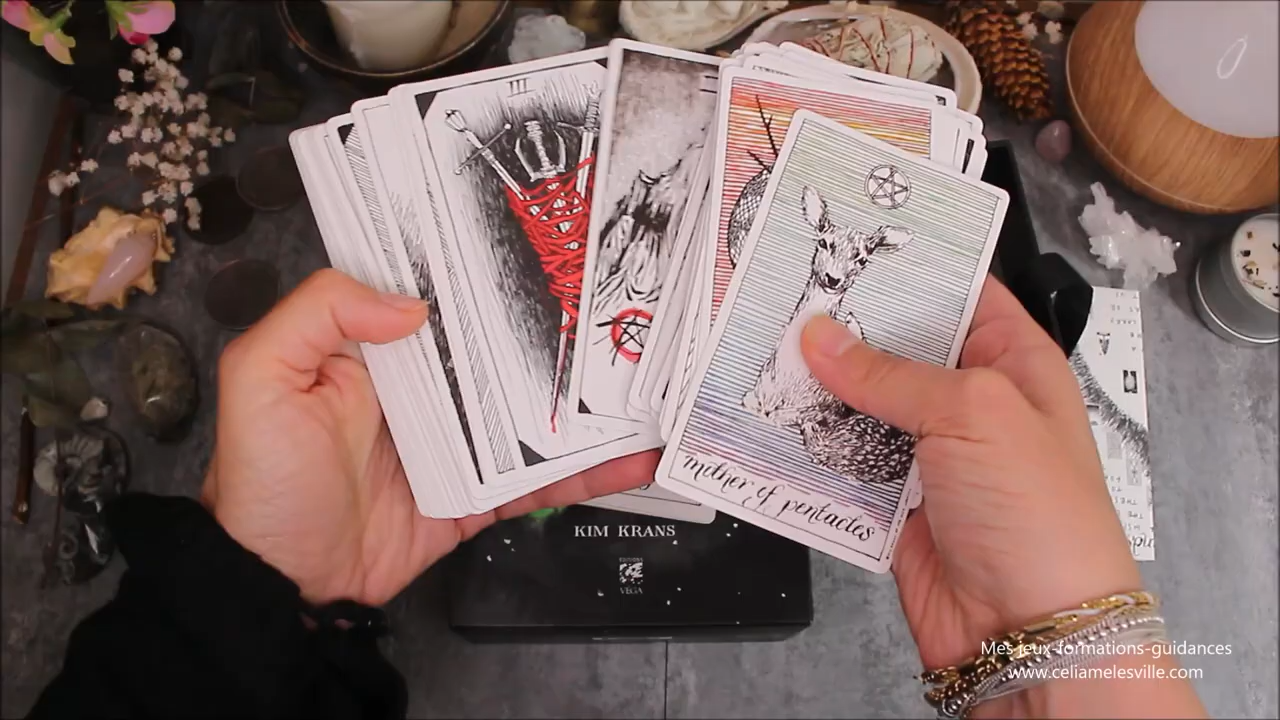 III
mother of pentacles
KIM KRANS
VEGA
Mes jeux-formations-guidances
www.celiamelesville.com